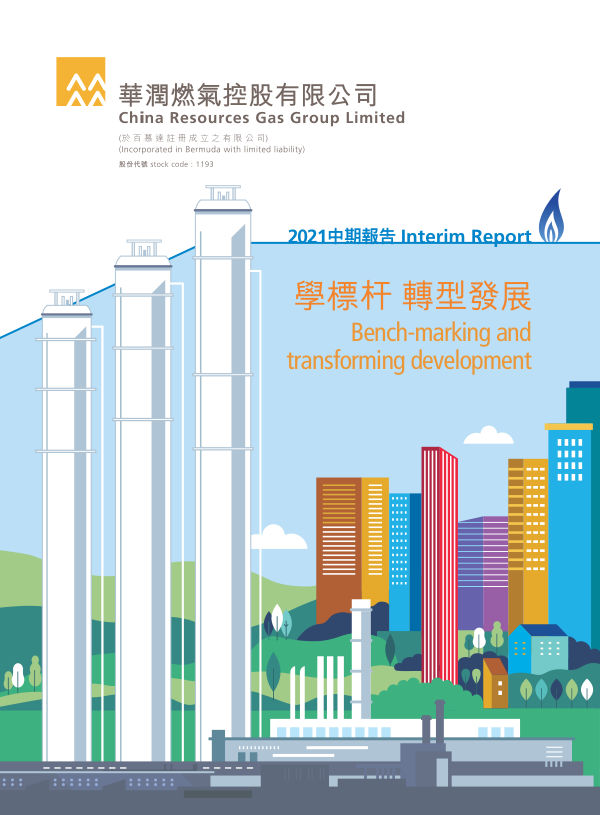 華潤燃氣控股有限公司
China Resources Gas Group Limited
(於百慕達註冊成立之有限公司)
(Incorporated in Bermuda with limited liability)
股份代號 stock code : 1193
2021中期報告 Interim Report
學標杆 轉型發展
Bench-marking and
transforming development